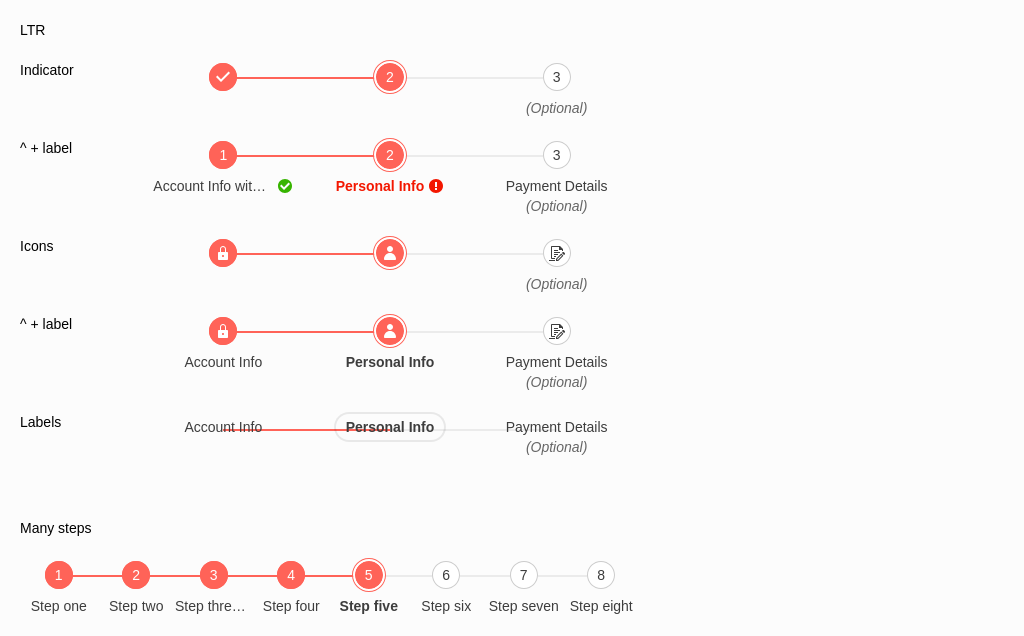 LTR
Indicator
2
3
(Optional)
^ + label
1
2
3
Account Info wit…
Personal Info
Payment Details
(Optional)
Icons
(Optional)
^ + label
Account Info
Personal Info
Payment Details
(Optional)
Labels
Account Info
Personal Info
Payment Details
(Optional)
Many steps
1 2 3 4 5 6 7 8
Step one
Step two
Step thre…
Step four
Step five
Step six
Step seven
Step eight